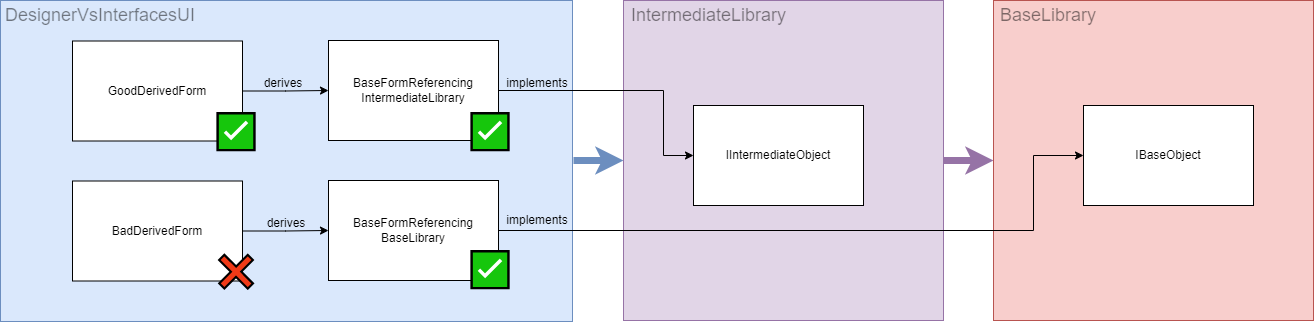 DesignerVsInterfacesUI
IntermediateLibrary
BaseLibrary
GoodDerivedForm
derives
BaseFormReferencing
IntermediateLibrary
implements
IIntermediateObject
IBaseObject
BadDerivedForm
derives
BaseFormReferencing
BaseLibrary
implements